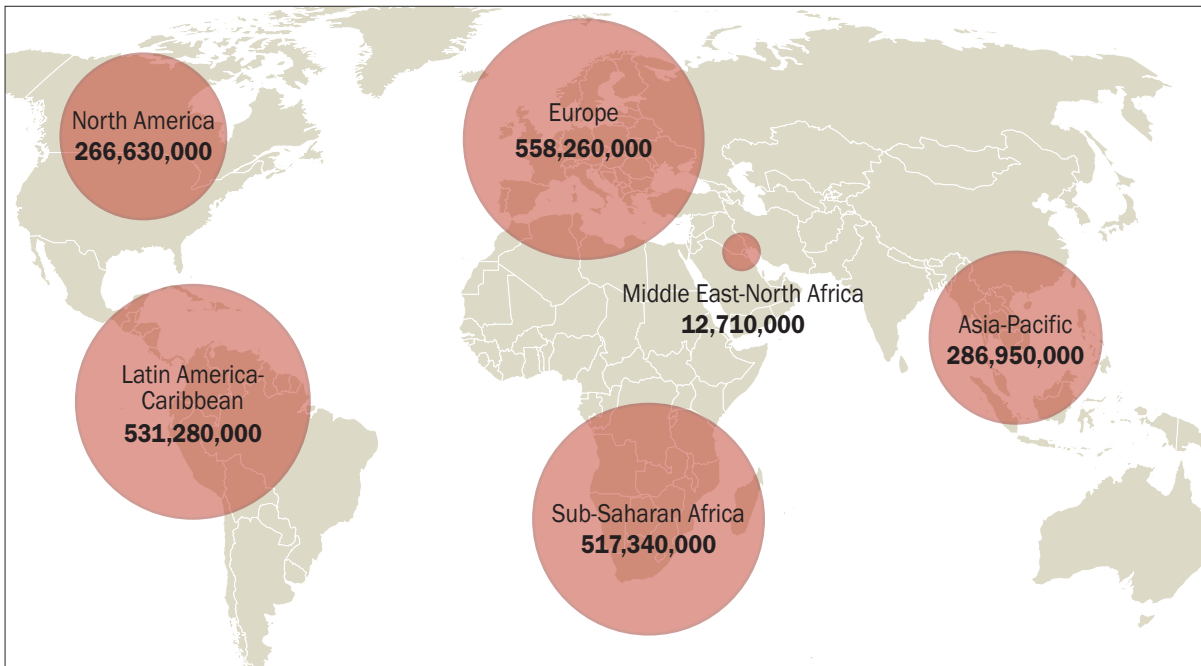 North America
266,630,000
Europe
558,260,000
Middle East-North Africa
12,710,000
Asia-Pacific
286,950,000
Latin America-
Caribbean
531,280,000
Sub-Saharan Africa
517,340,000